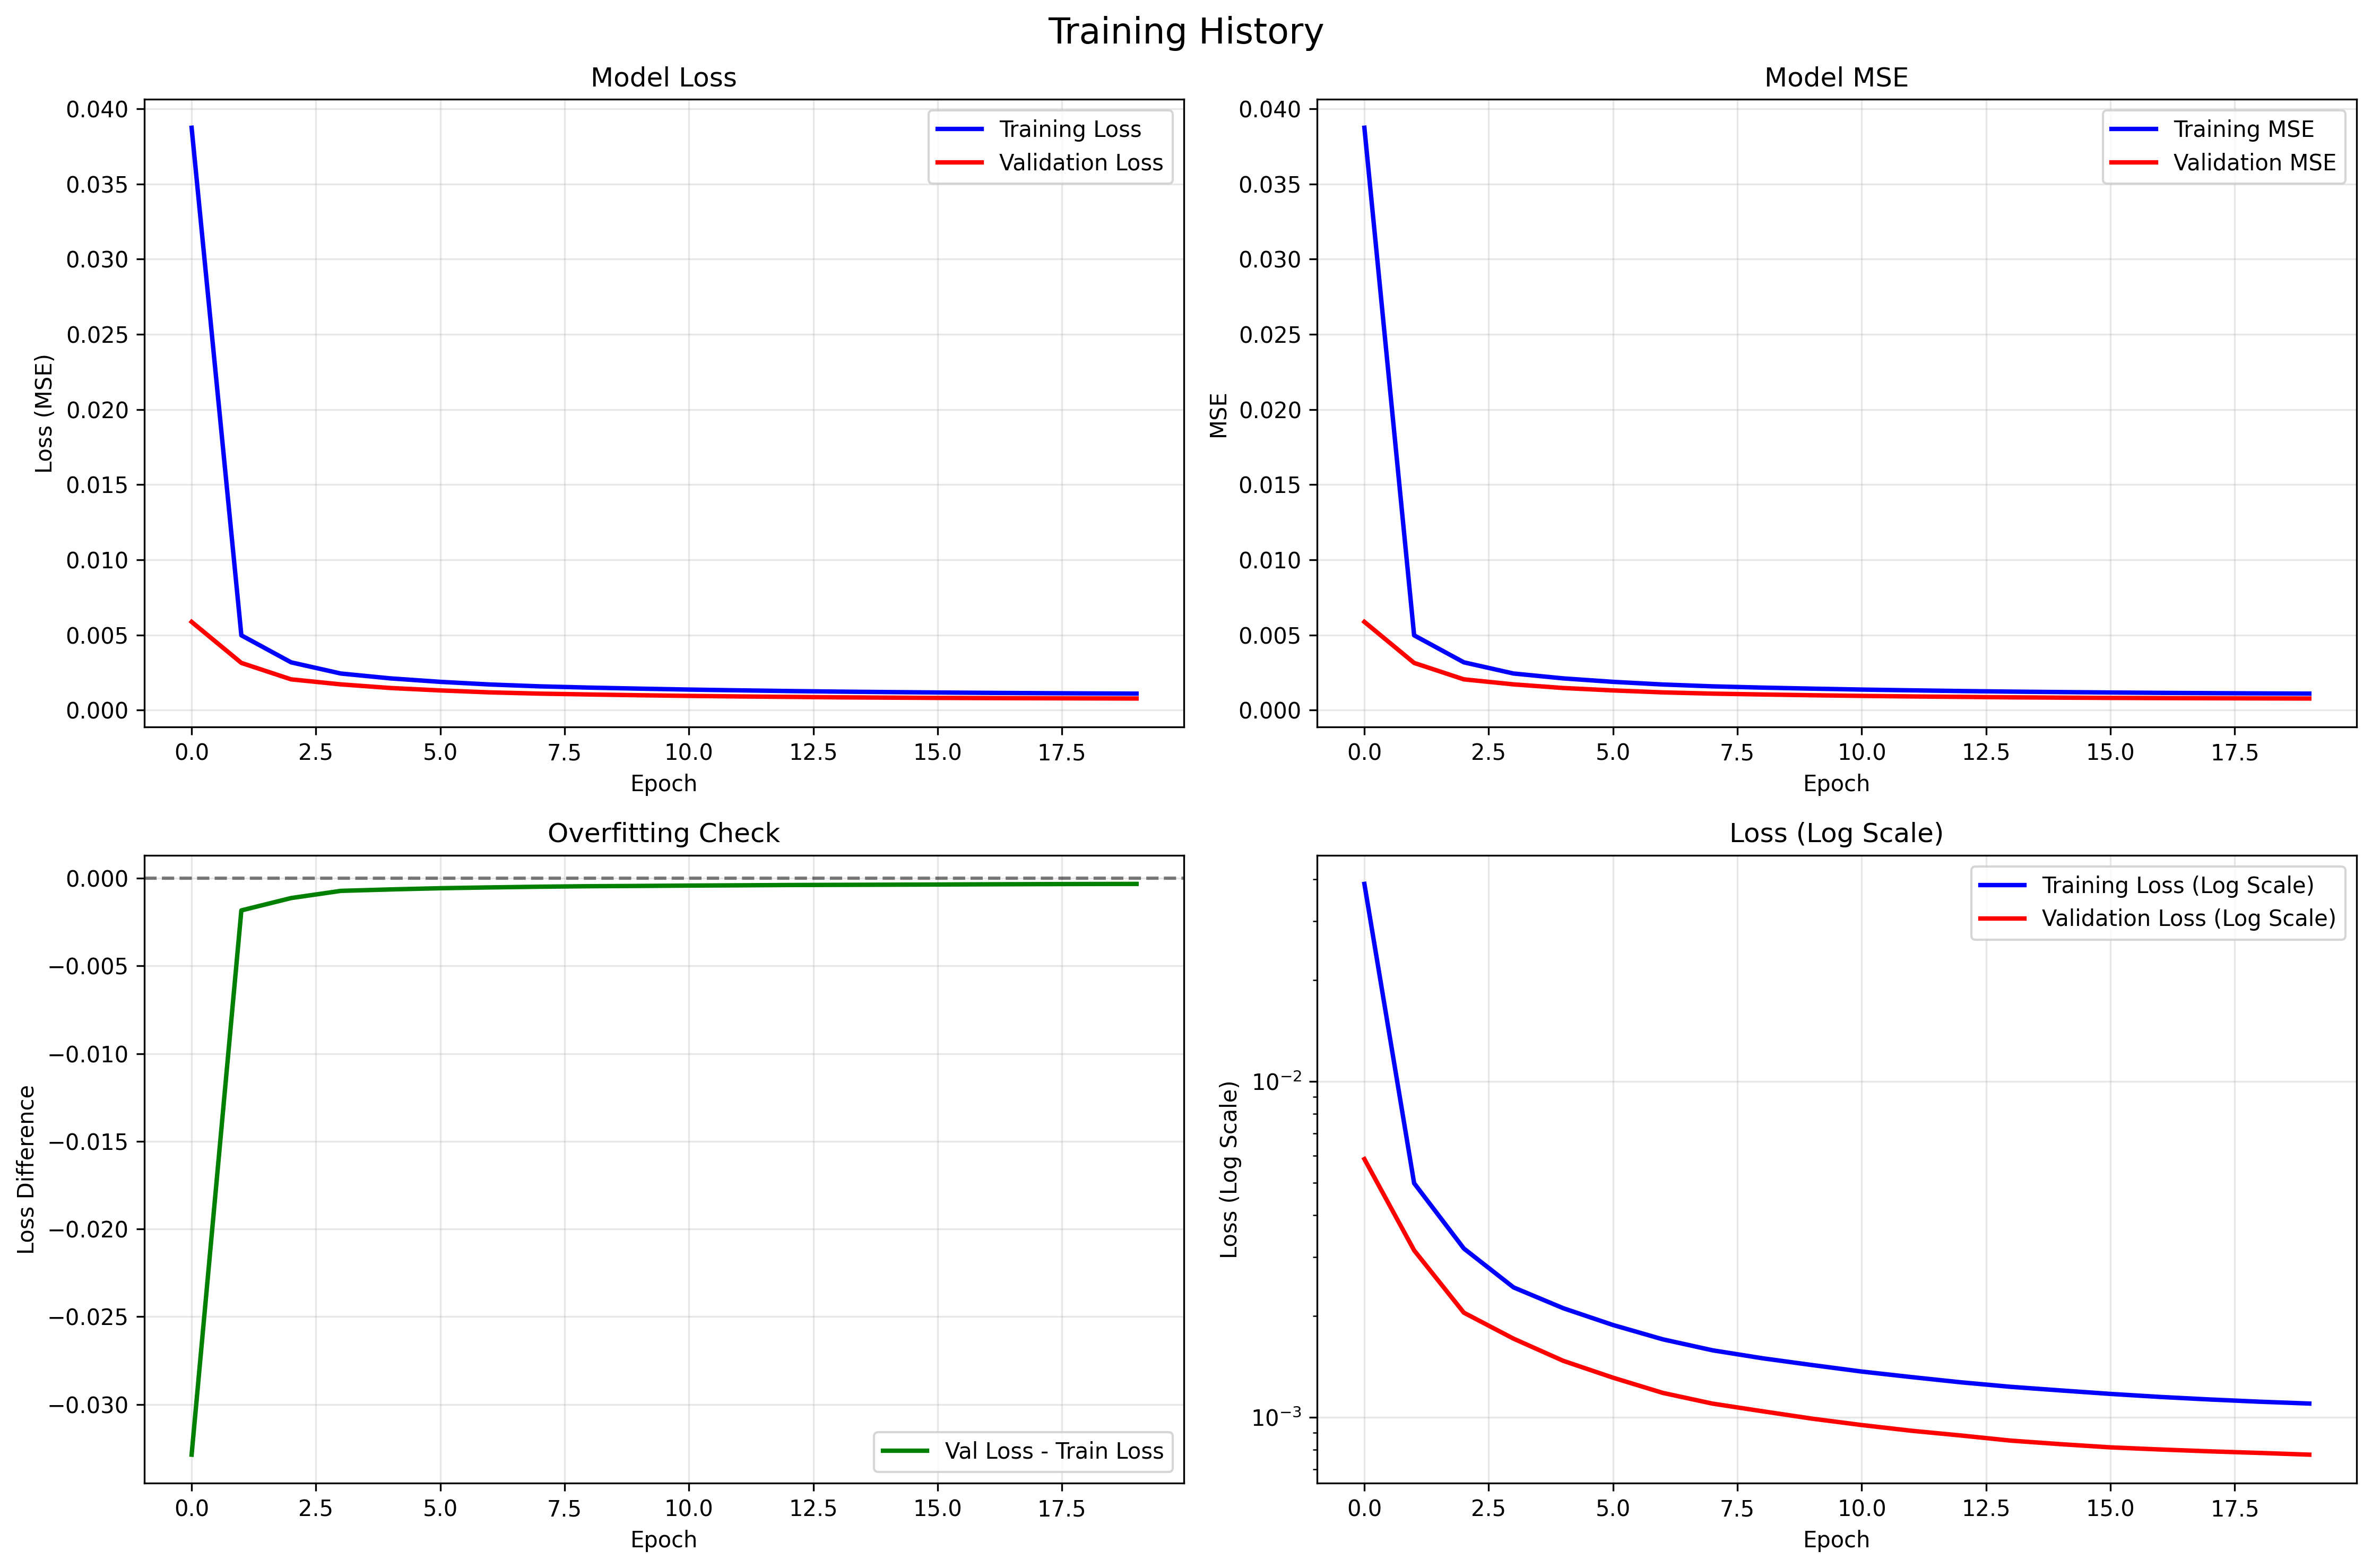 Training History
Model Loss
0.040
0.035
0.030
0.025
0.020
0.015
0.010
0.005
0.000
Loss (MSE)
Training Loss
Validation Loss
0.0 2.5 5.0 7.5 10.0 12.5 15.0 17.5
Epoch
Model MSE
0.040
0.035
0.030
0.025
0.020
0.015
0.010
0.005
0.000
MSE
Training MSE
Validation MSE
0.0 2.5 5.0 7.5 10.0 12.5 15.0 17.5
Epoch
Overfitting Check
0.000
−0.005
−0.010
−0.015
−0.020
−0.025
−0.030
Loss Difference
Val Loss - Train Loss
0.0 2.5 5.0 7.5 10.0 12.5 15.0 17.5
Epoch
Loss (Log Scale)
10⁻²
10⁻³
Loss (Log Scale)
Training Loss (Log Scale)
Validation Loss (Log Scale)
0.0 2.5 5.0 7.5 10.0 12.5 15.0 17.5
Epoch